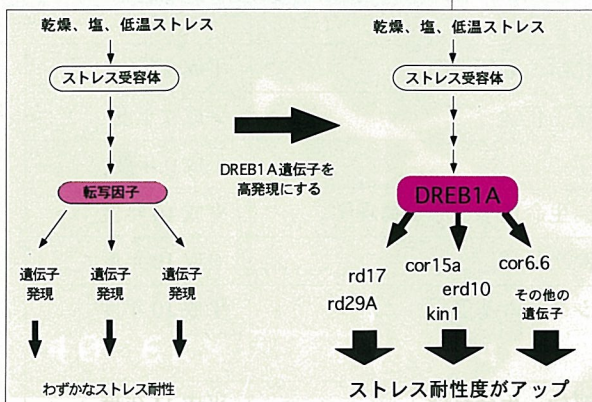 乾燥、塩、低温ストレス
ストレス受容体
転写因子
遺伝子 遺伝子 遺伝子
発現 発現 発現
わずかなストレス耐性
DREB1A遺伝子を
高発現にする
乾燥、塩、低温ストレス
ストレス受容体
DREB1A
rd17 cor15a cor6.6
rd29A erd10 その他の
kin1 遺伝子
ストレス耐性度がアップ